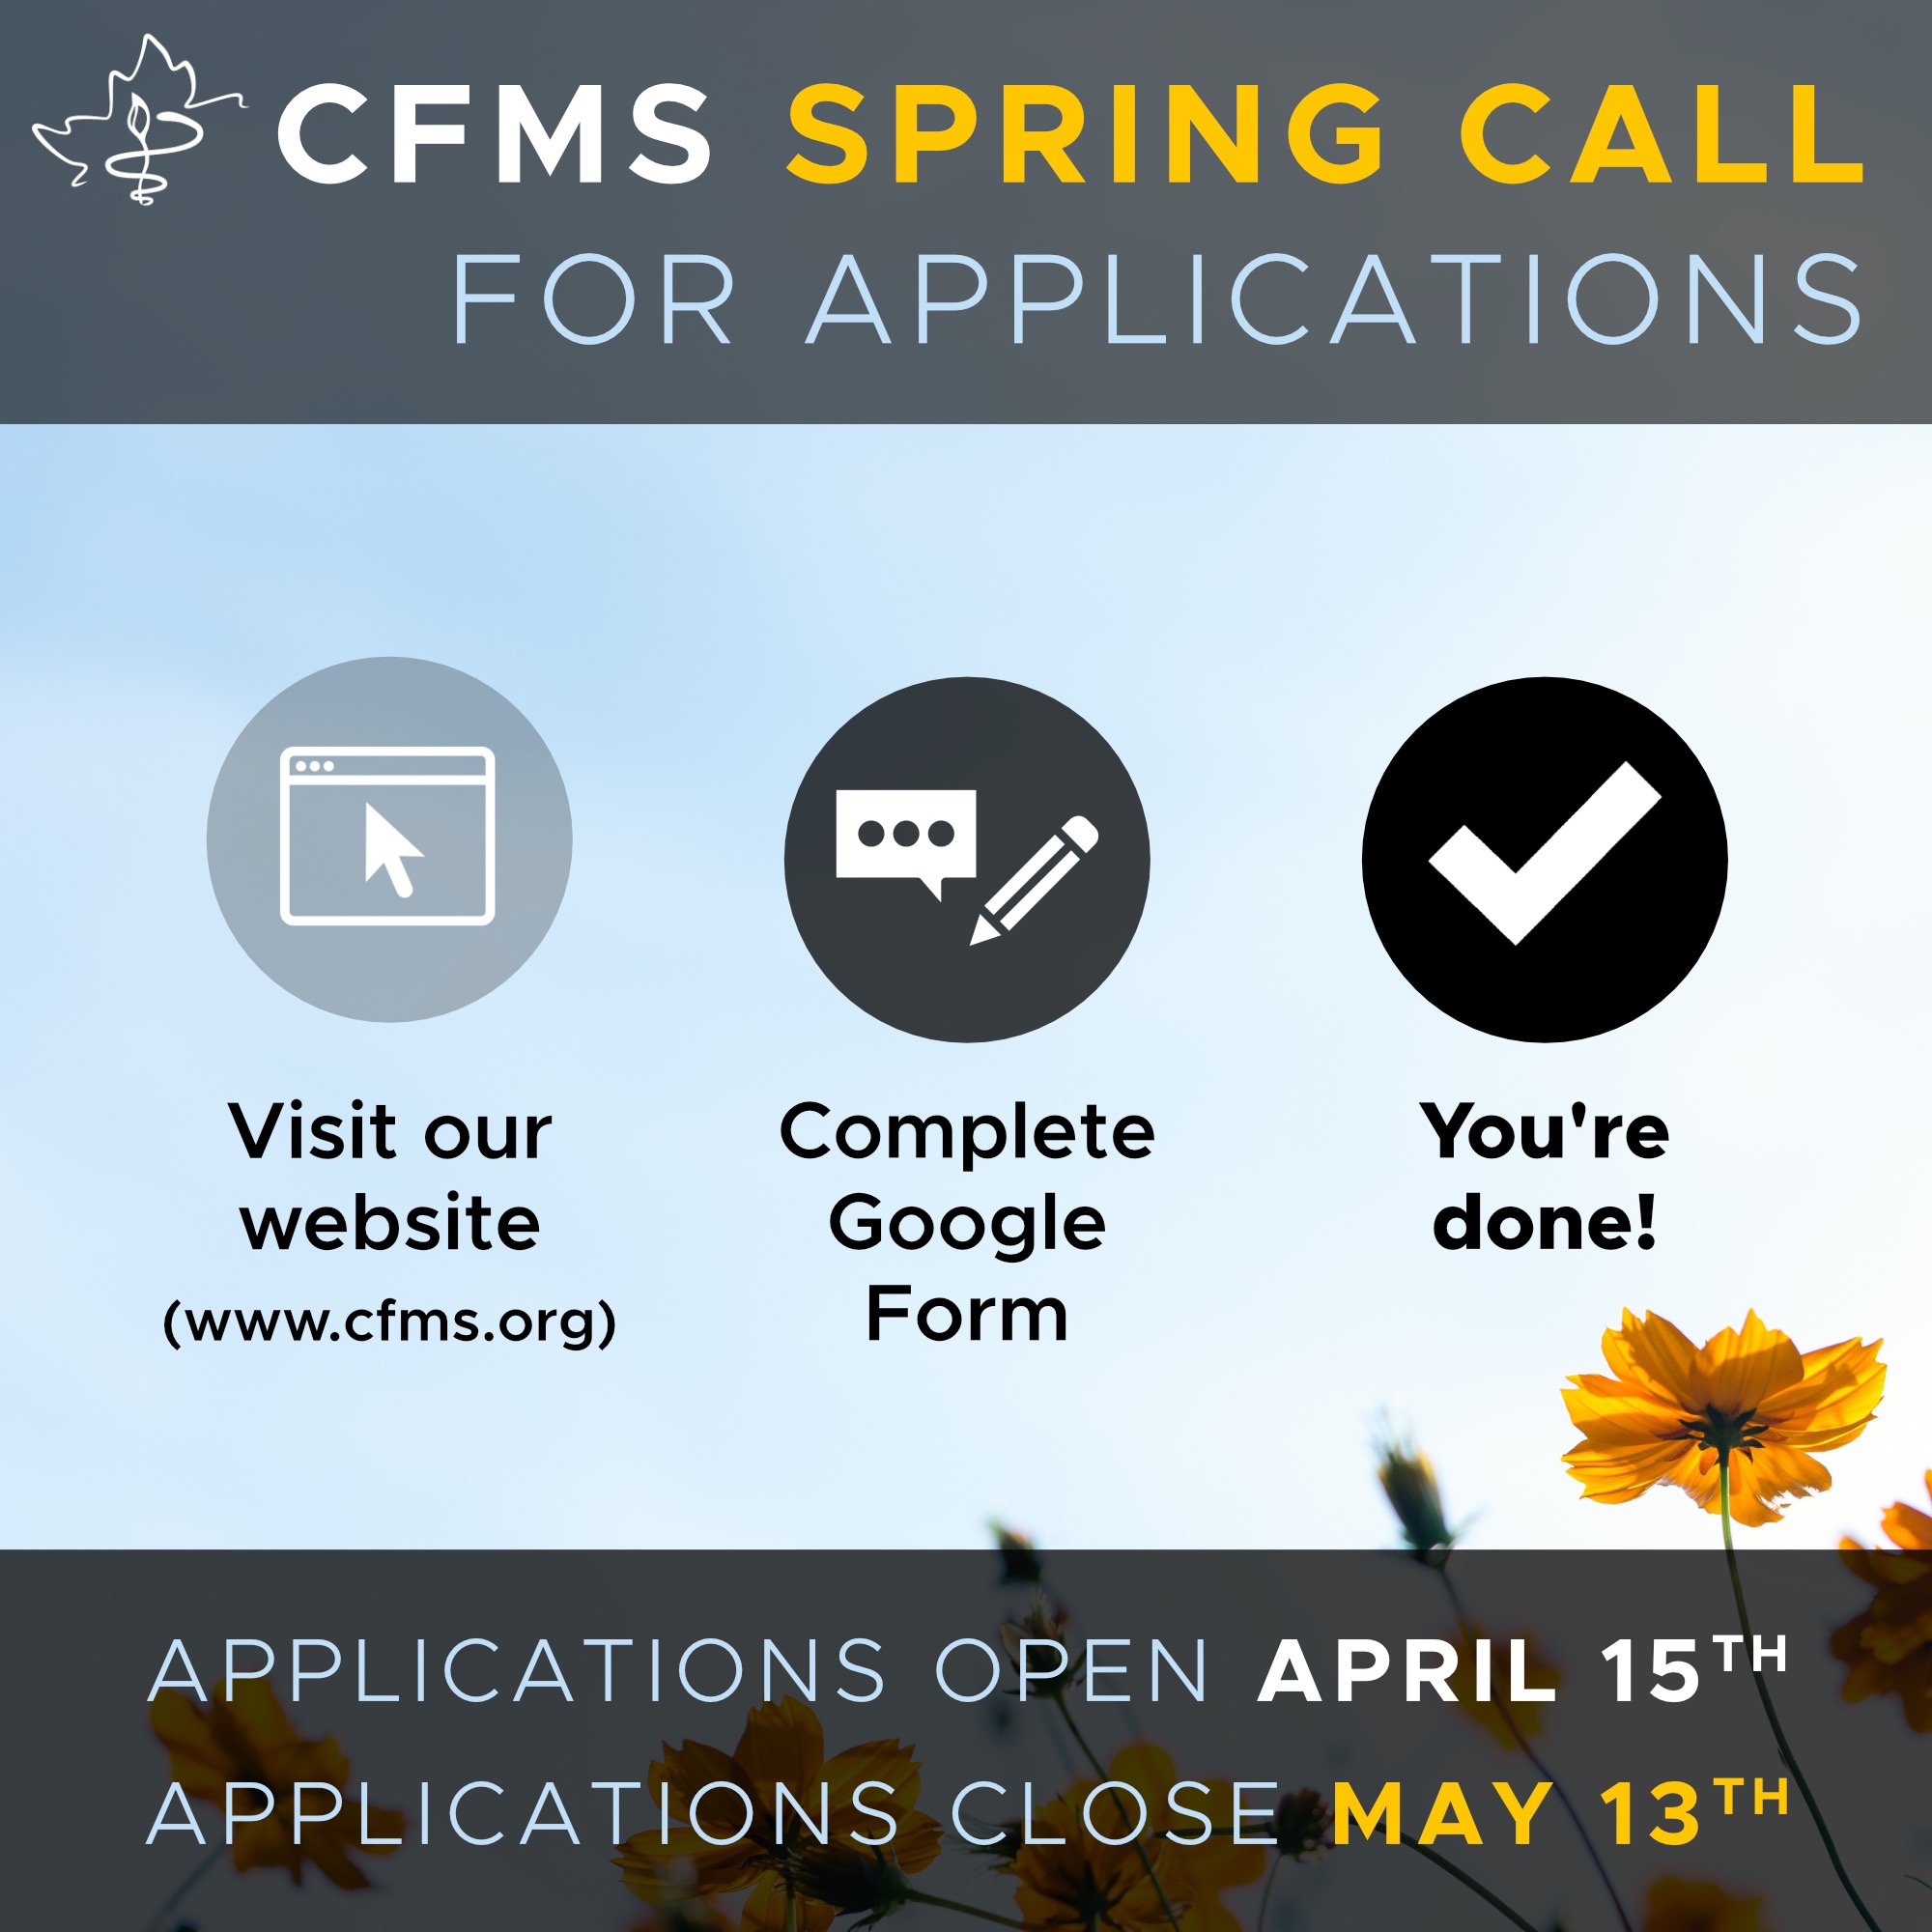 CFMS SPRING CALL
FOR APPLICATIONS
Visit our
website
(www.cfms.org)
Complete
Google
Form
You're
done!
APPLICATIONS OPEN APRIL 15TH
APPLICATIONS CLOSE MAY 13TH